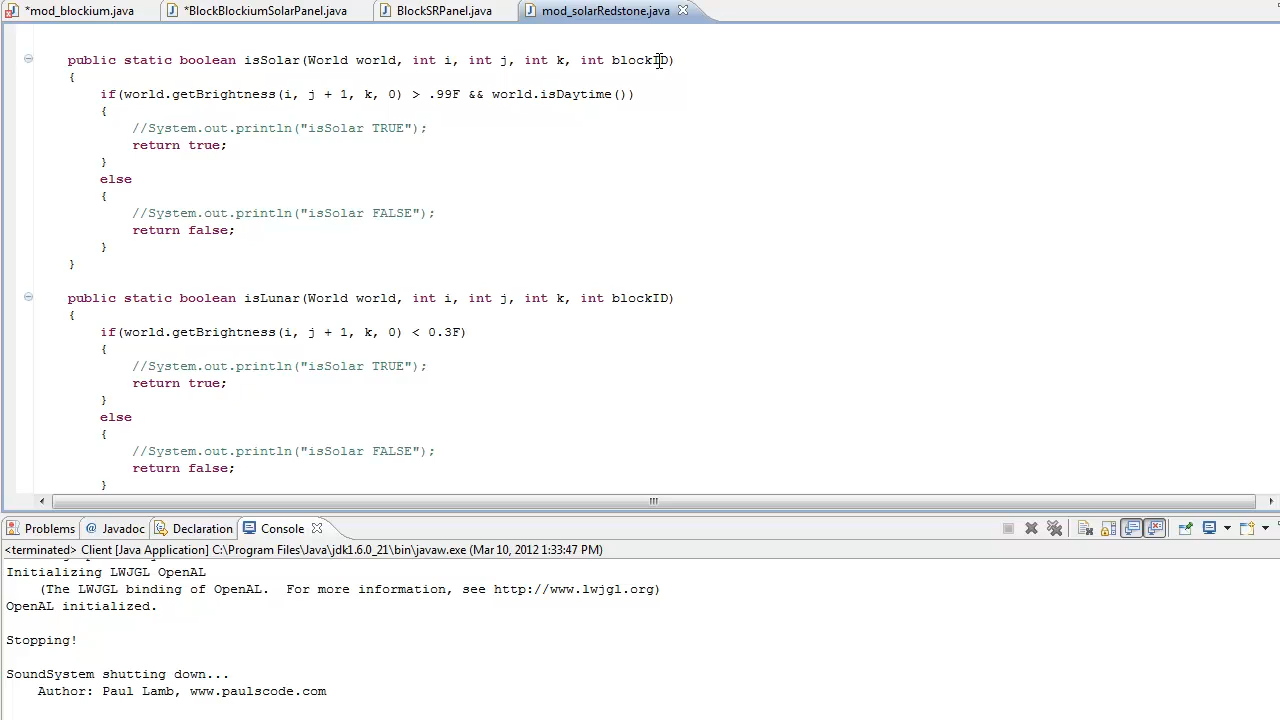 *mod_blockium.java *BlockBlockiumSolarPanel.java BlockSRPanel.java mod_solarRedstone.java
public static boolean isSolar(World world, int i, int j, int k, int blockID)
{
if(world.getBrightness(i, j + 1, k, 0) > .99F && world.isDaytime())
{
//System.out.println("isSolar TRUE");
return true;
}
else
{
//System.out.println("isSolar FALSE");
return false;
}
}
public static boolean isLunar(World world, int i, int j, int k, int blockID)
{
if(world.getBrightness(i, j + 1, k, 0) < 0.3F)
{
//System.out.println("isSolar TRUE");
return true;
}
else
{
//System.out.println("isSolar FALSE");
return false;
}
Problems @ Javadoc Declaration Console
<terminated> Client [Java Application] C:\Program Files\Java\jdk1.6.0_21\bin\javaw.exe (Mar 10, 2012 1:33:47 PM)
Initializing LWJGL OpenAL
(The LWJGL binding of OpenAL. For more information, see http://www.lwjgl.org)
OpenAL initialized.
Stopping!
SoundSystem shutting down...
Author: Paul Lamb, www.paulscode.com